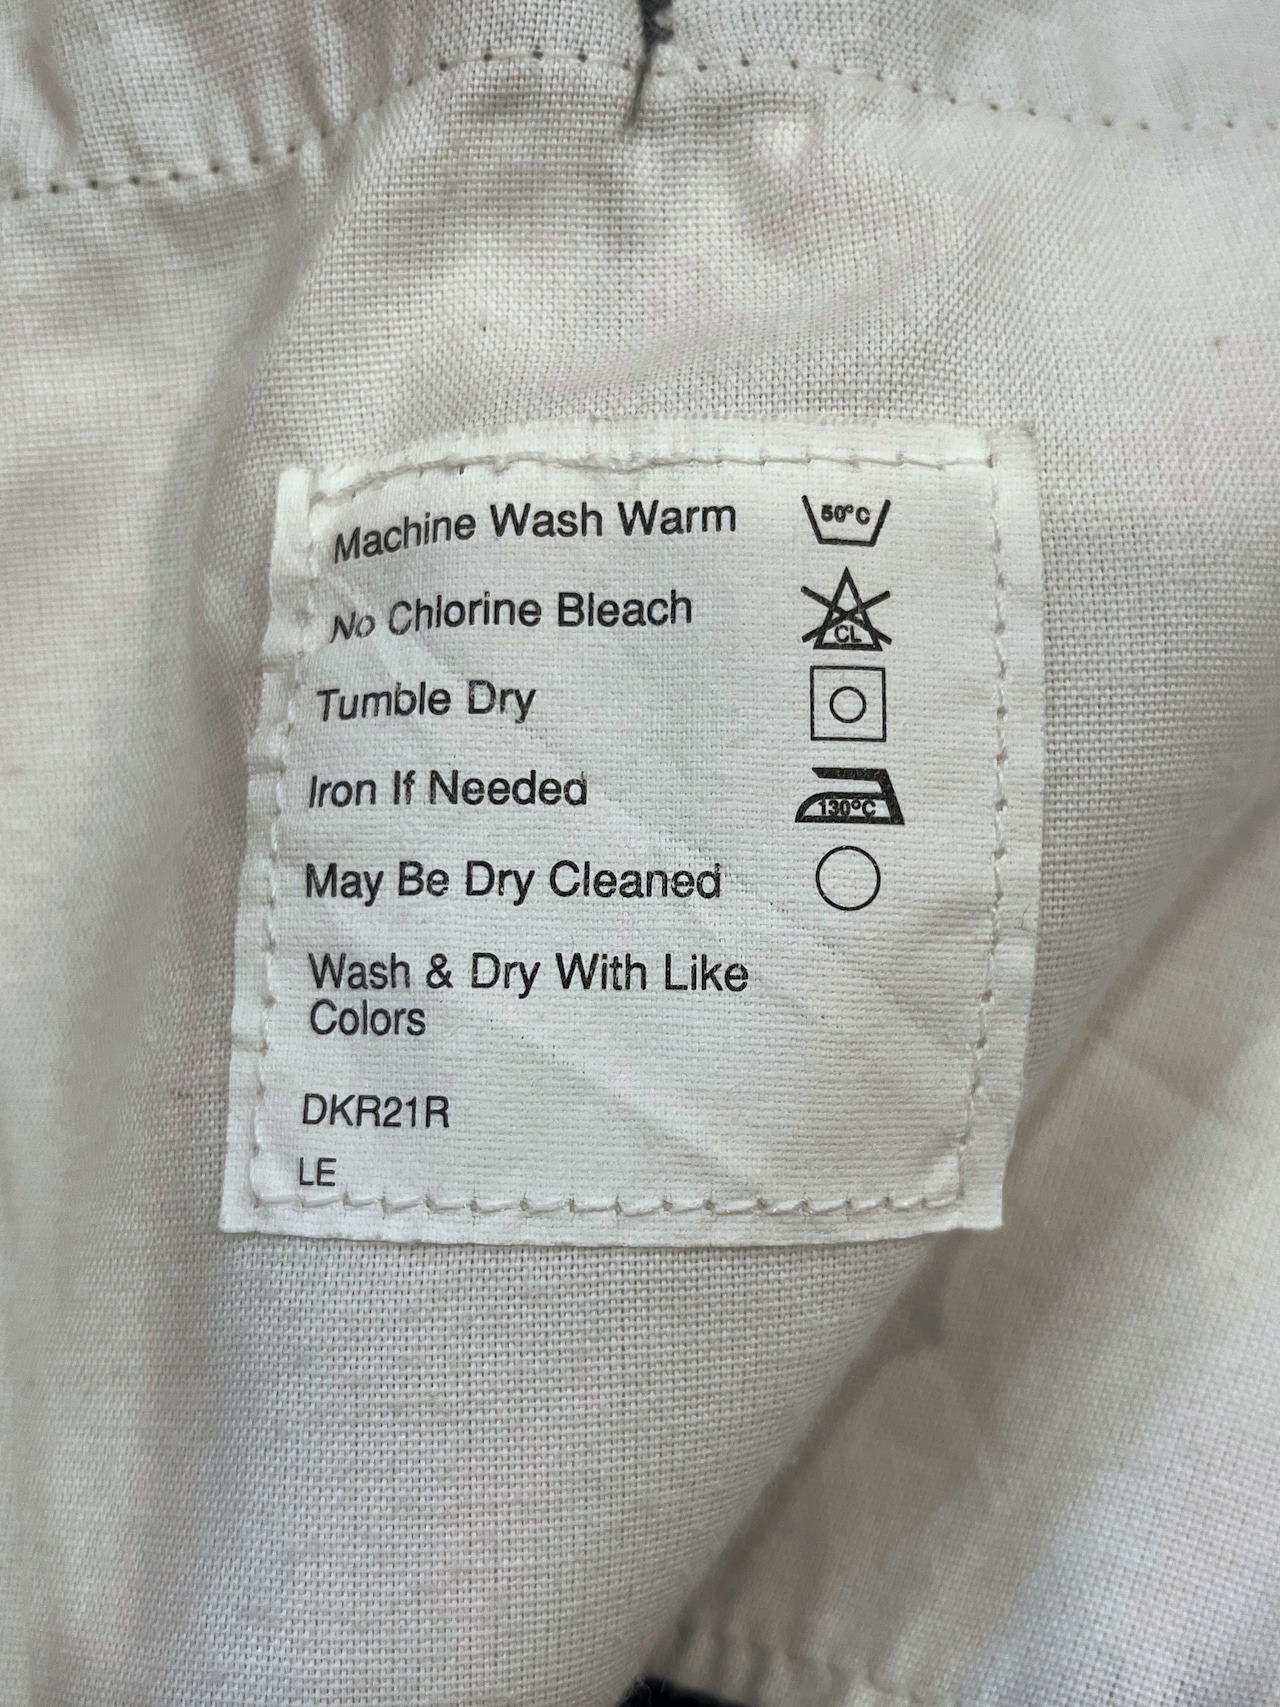 Machine Wash Warm 50°C
No Chlorine Bleach CL
Tumble Dry
Iron If Needed 130°C
May Be Dry Cleaned
Wash & Dry With Like
Colors
DKR21R
LE